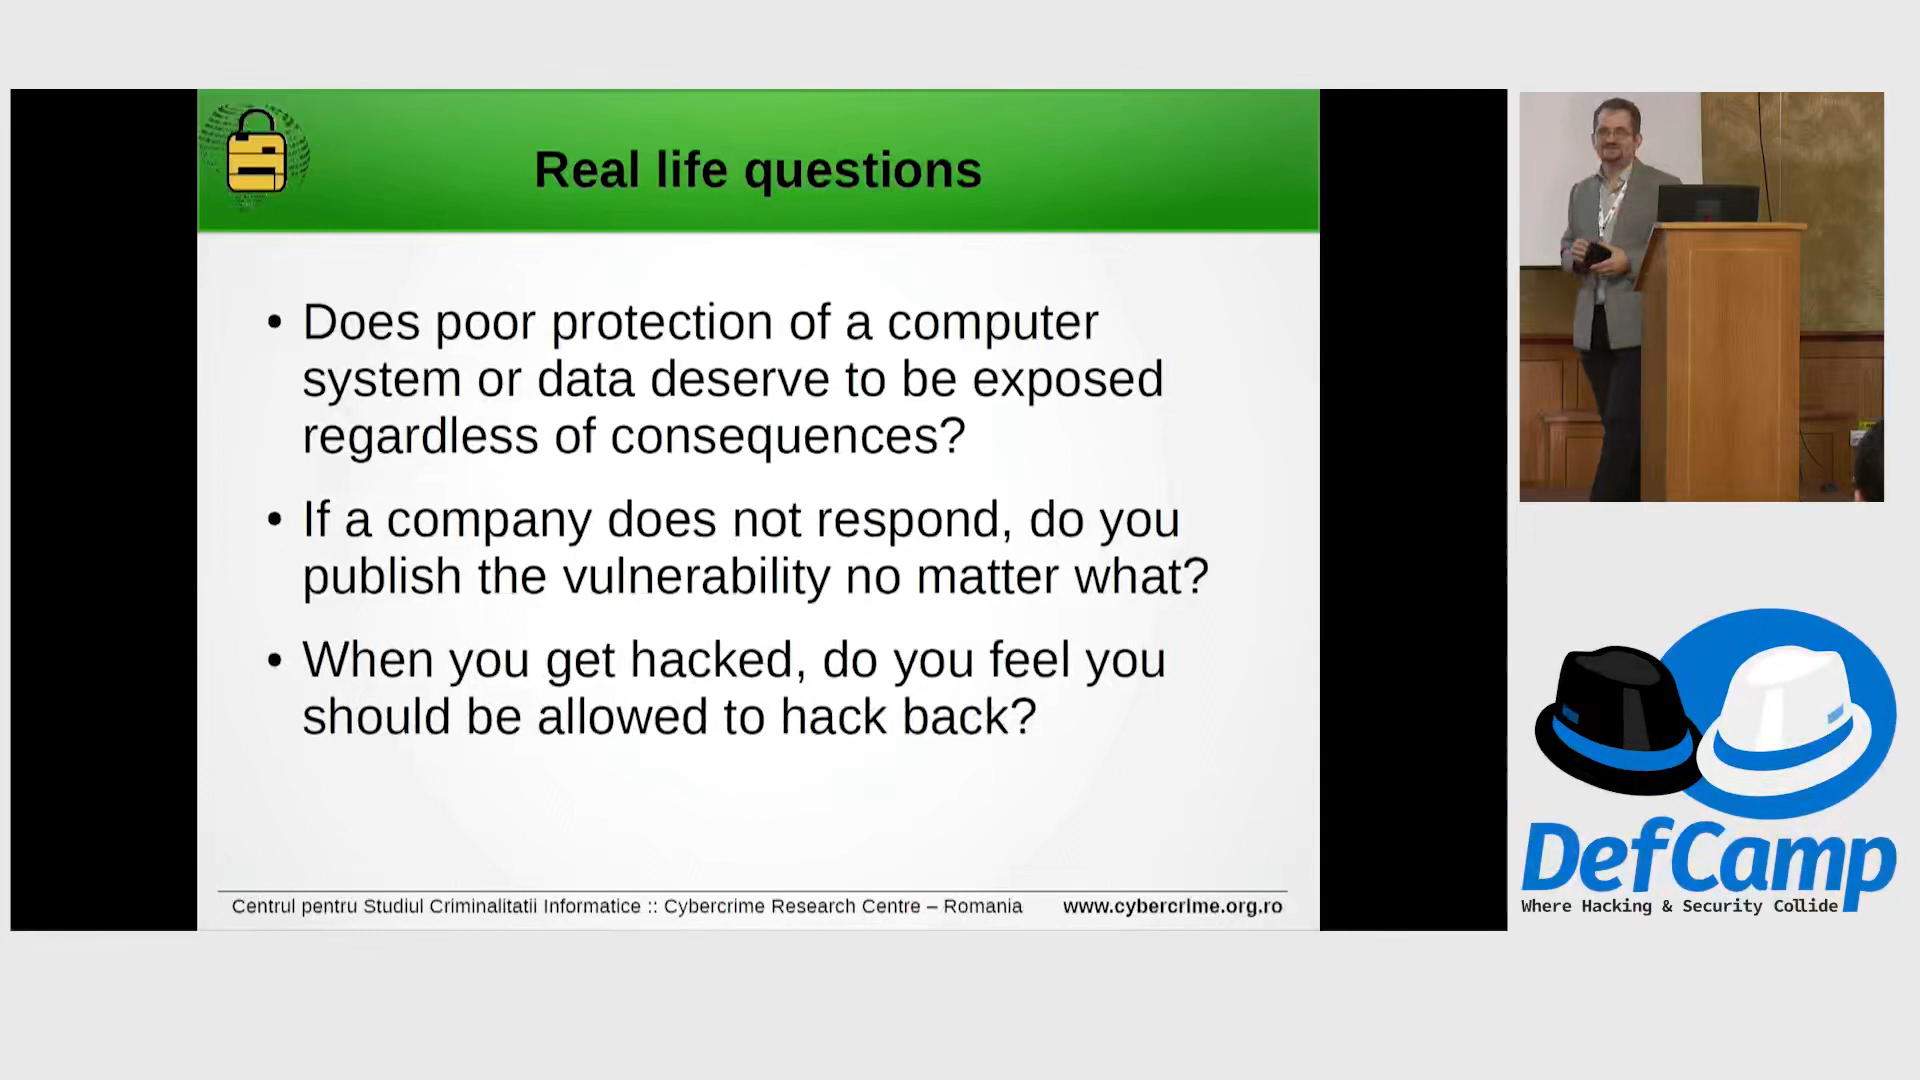 Real life questions
• Does poor protection of a computer
system or data deserve to be exposed
regardless of consequences?
• If a company does not respond, do you
publish the vulnerability no matter what?
• When you get hacked, do you feel you
should be allowed to hack back?
Centrul pentru Studiul Criminalitatii Informatice :: Cybercrime Research Centre – Romania www.cybercrime.org.ro
DefCamp
Where Hacking & Security Collide